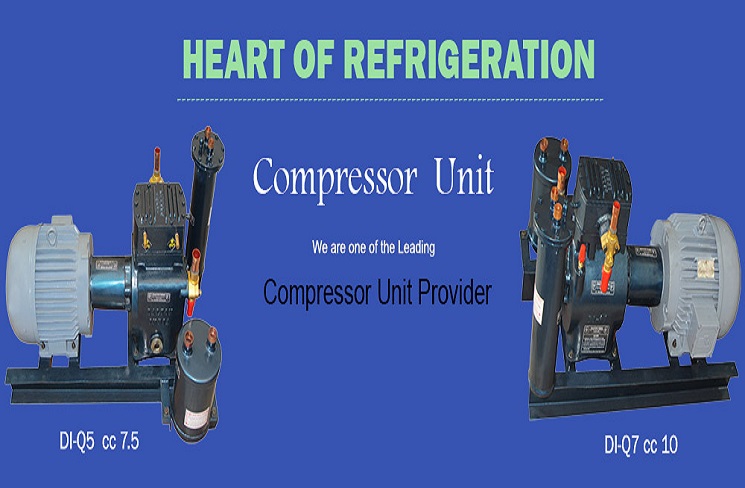 HEART OF REFRIGERATION
Compressor Unit
We are one of the Leading
Compressor Unit Provider
DI-Q5 cc 7.5
DI-Q7 cc 10